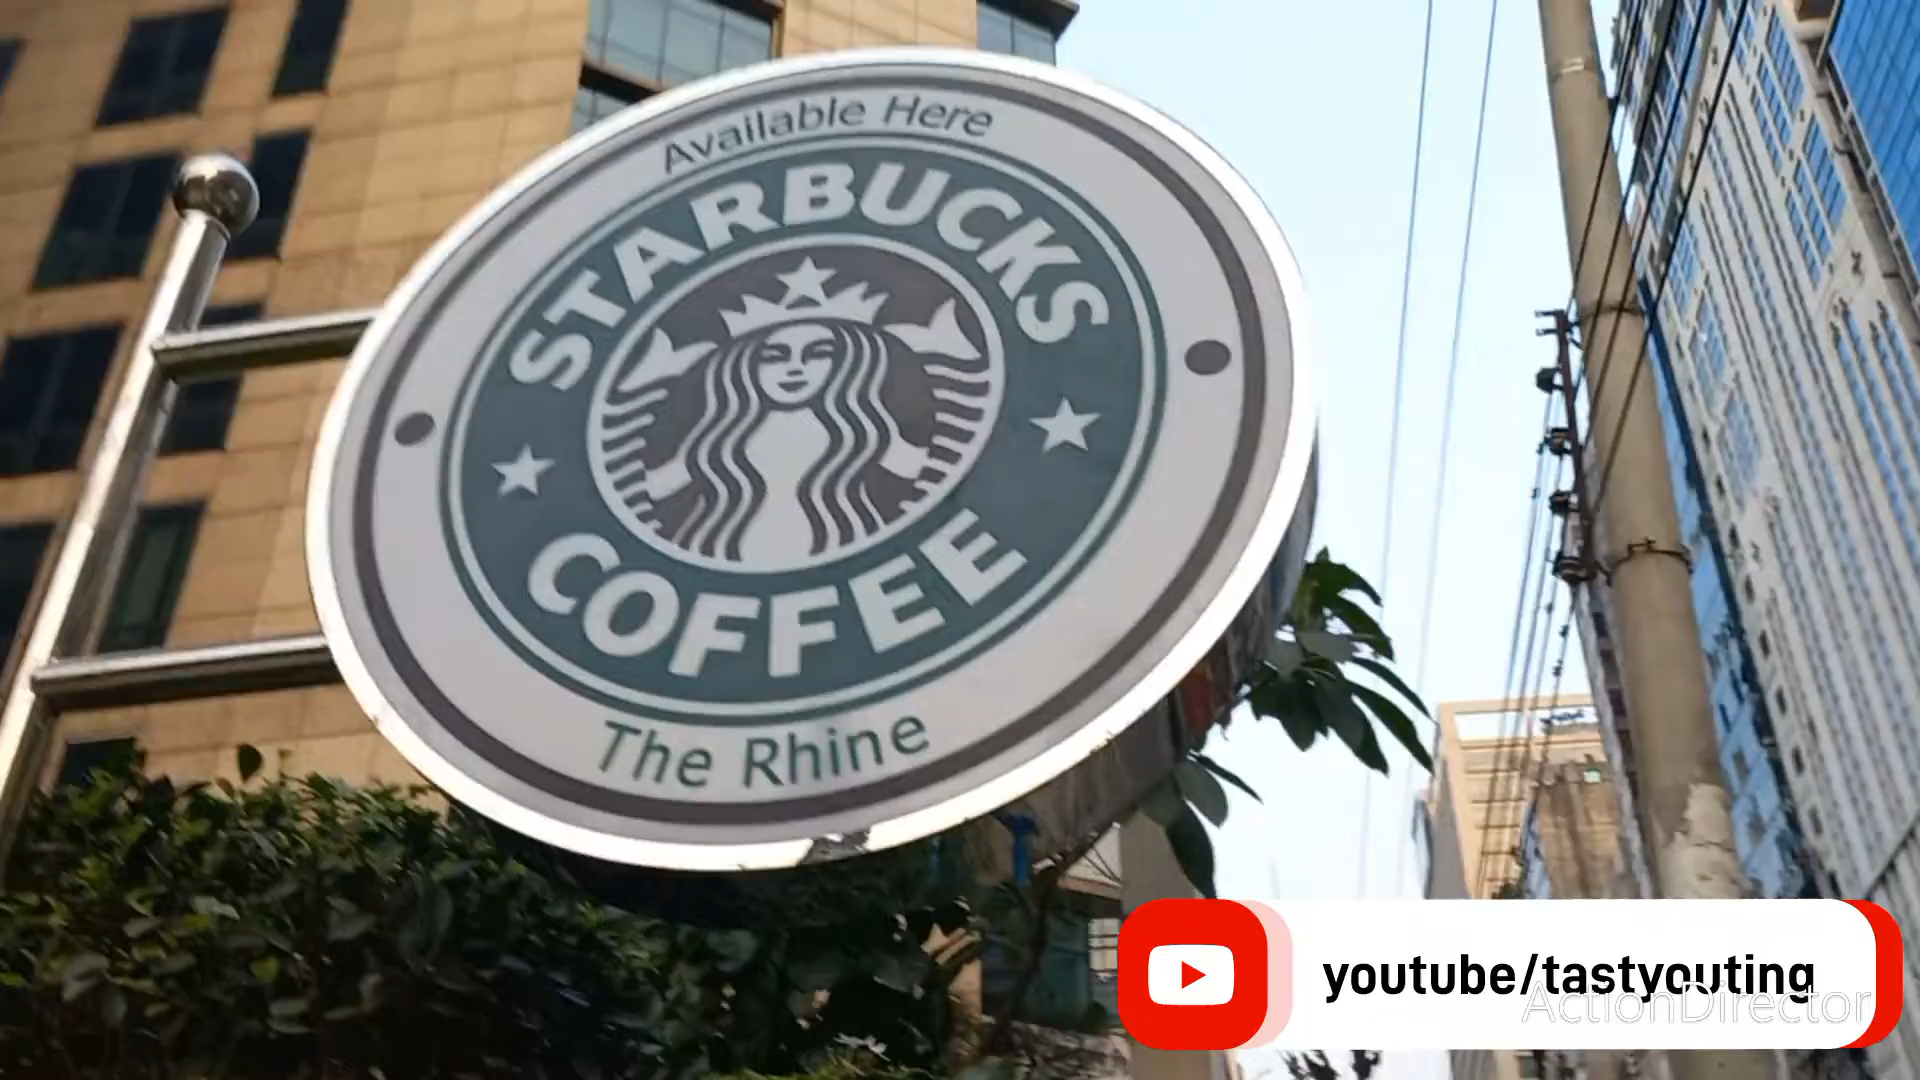 Available Here
STARBUCKS
COFFEE
The Rhine
youtube/tastyouting
ActionDirector